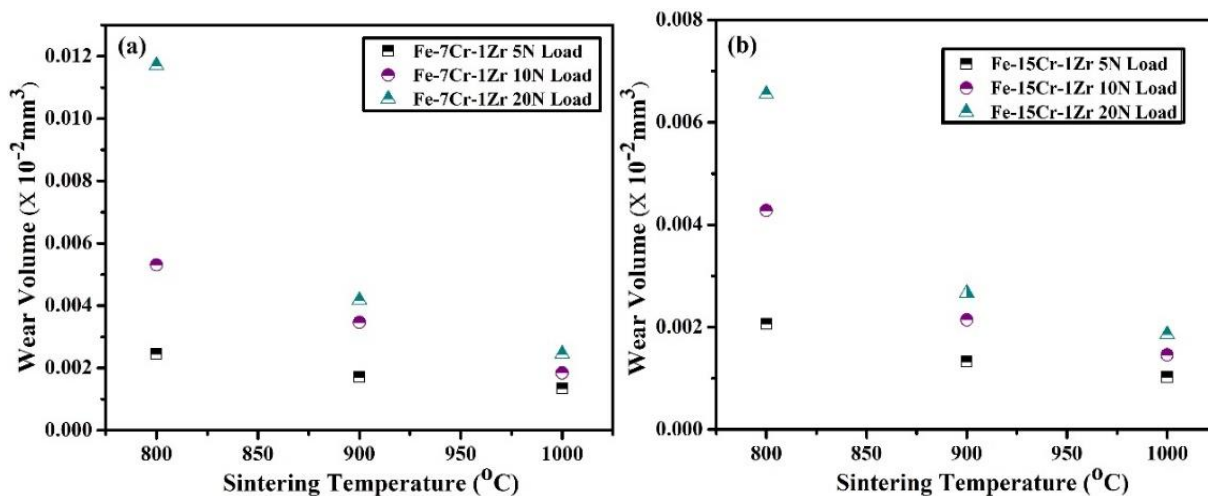 (a)
Fe-7Cr-1Zr 5N Load
Fe-7Cr-1Zr 10N Load
Fe-7Cr-1Zr 20N Load
Wear Volume (X 10⁻²mm³)
0.012
0.010
0.008
0.006
0.004
0.002
0.000
800
850
900
950
1000
Sintering Temperature (⁰C)
(b)
Fe-15Cr-1Zr 5N Load
Fe-15Cr-1Zr 10N Load
Fe-15Cr-1Zr 20N Load
Wear Volume (X 10⁻²mm³)
0.008
0.006
0.004
0.002
0.000
800
850
900
950
1000
Sintering Temperature (⁰C)